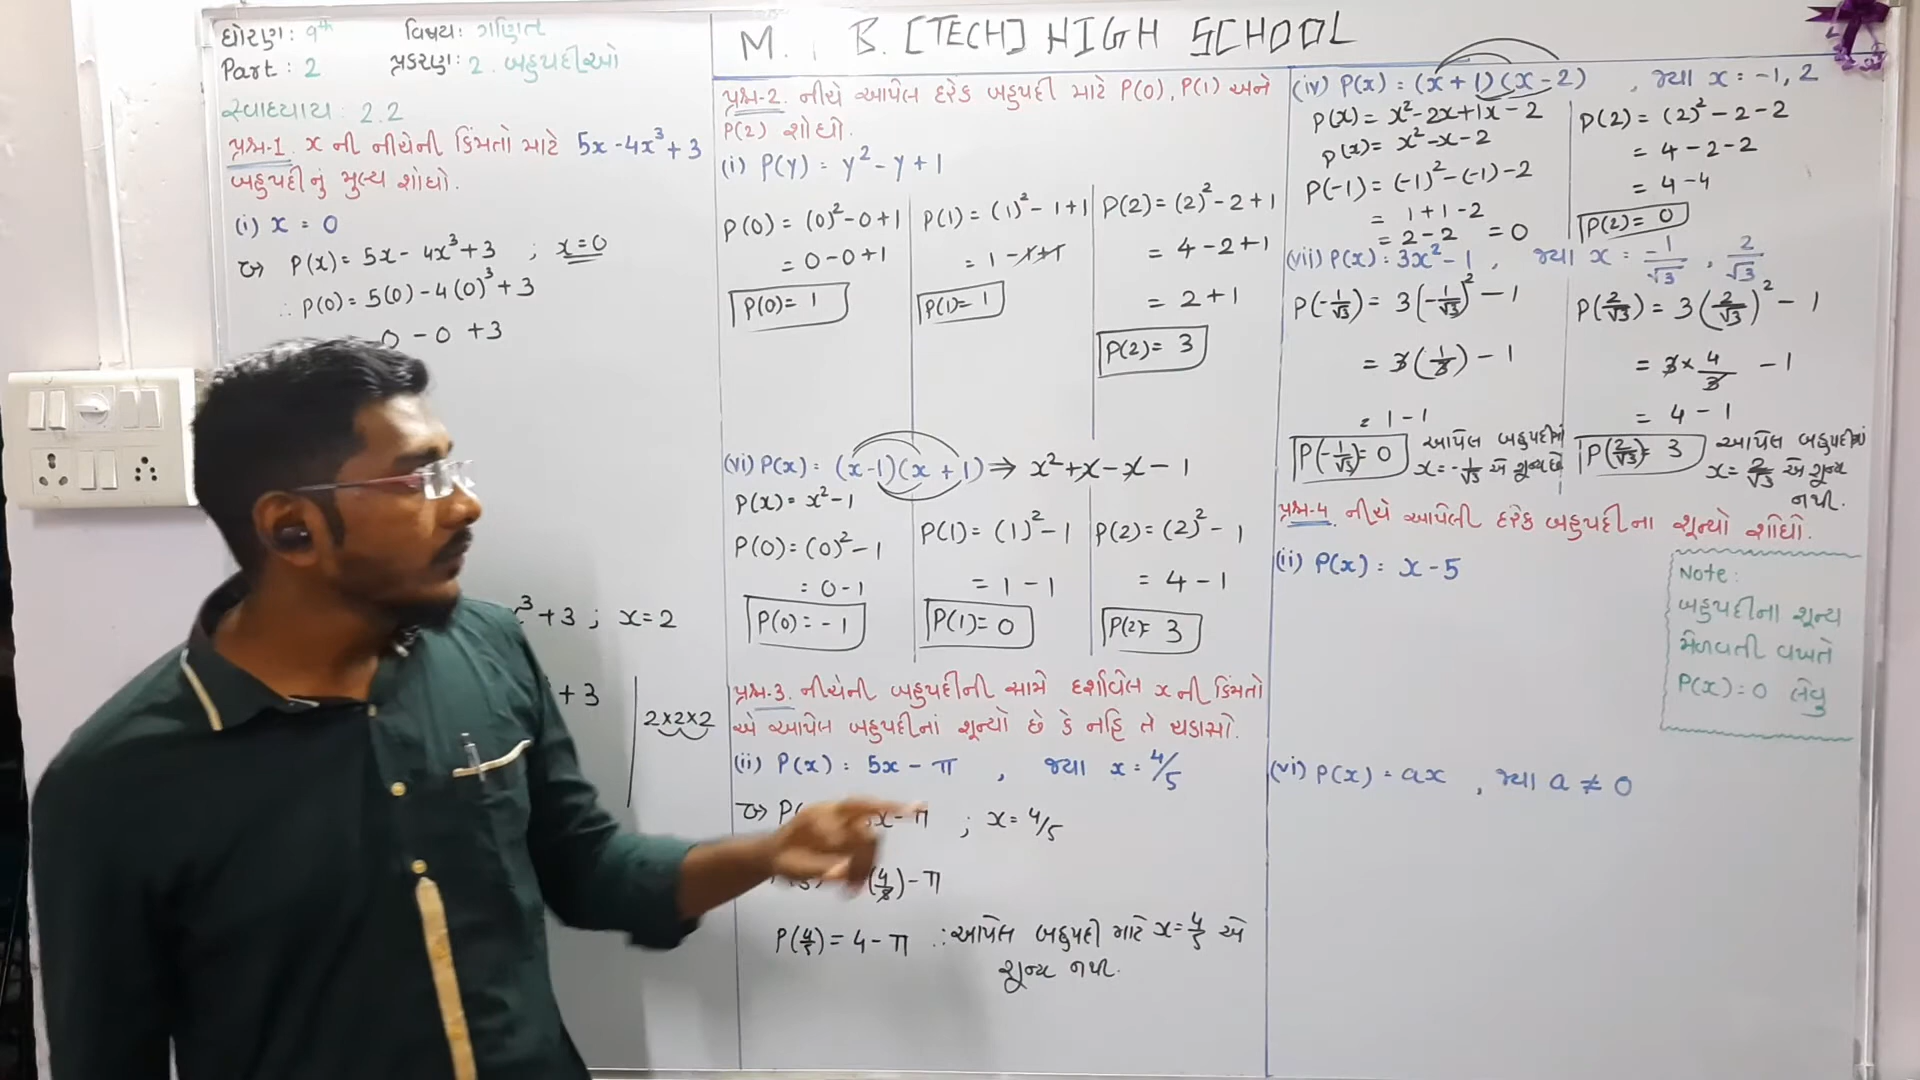 ધોરણ : 9th વિષય: ગણિત
Part : 2 પ્રકરણ: 2. બહુપદીઓ
સ્વાધ્યાય : 2.2
પ્રશ્ન-1. x ની નીચેની કિંમતો માટે 5x-4x³+3
બહુપદીનું મુલ્ય શોધો.
(i) x = 0
P(x) = 5x - 4x³+3 ; x=0
∴ P(0) = 5(0) - 4(0)³+3
0 - 0 + 3
³+3 ; x=2
+3
2×2×2
M. B. [TECH] HIGH SCHOOL
પ્રશ્ન-2. નીચે આપેલ દરેક બહુપદી માટે P(0), P(1) અને
P(2) શોધો.
(i) P(y) = y² - y + 1
P(0) = (0)² - 0 + 1
= 0-0+1
P(0) = 1
P(1) = (1)² - 1 + 1
= 1 - 1 + 1
P(1) = 1
P(2) = (2)² - 2 + 1
= 4 - 2 + 1
= 2 + 1
P(2) = 3
(vi) P(x) = (x-1)(x+1) ⇒ x²+x-x-1
P(x) = x²-1
P(0) = (0)² - 1
= 0-1
P(0) = -1
P(1) = (1)² - 1
= 1 - 1
P(1) = 0
P(2) = (2)² - 1
= 4 - 1
P(2) = 3
પ્રશ્ન-3. નીચેની બહુપદીની સામે દર્શાવેલ x ની કિંમતો
એ આપેલ બહુપદીનાં શૂન્યો છે કે નહિ તે ચકાસો.
(ii) P(x) = 5x - π , જ્યા x = 4/5
x - π ; x = 4/5
(4/5) - π
P(4/5) = 4 - π ∴ આપેલ બહુપદી માટે x = 4/5 એ
શૂન્ય નથી.
(iv) P(x) = (x+1)(x-2) , જ્યા x = -1, 2
P(x) = x² - 2x + 1x - 2
P(x) = x² - x - 2
P(-1) = (-1)² - (-1) - 2
= 1 + 1 - 2
= 2 - 2 = 0
P(2) = (2)² - 2 - 2
= 4 - 2 - 2
= 4 - 4
P(2) = 0
(vii) P(x) = 3x² - 1 , જ્યા x = -1/√3 , 2/√3
P(-1/√3) = 3(-1/√3)² - 1
= 3(1/3) - 1
= 1 - 1
P(-1/√3) = 0 આપેલ બહુપદીમાં
x = -1/√3 એ શૂન્ય છે
P(2/√3) = 3(2/√3)² - 1
= 3 × 4/3 - 1
= 4 - 1
P(2/√3) = 3 આપેલ બહુપદીમાં
x = 2/√3 એ શૂન્ય
નથી.
પ્રશ્ન-4. નીચે આપેલી દરેક બહુપદીના શૂન્યો શોધો.
(ii) P(x) = x - 5
Note:
બહુપદીના શૂન્ય
મેળવતી વખતે
P(x) = 0 લેવુ
(vi) P(x) = ax , જ્યા a ≠ 0